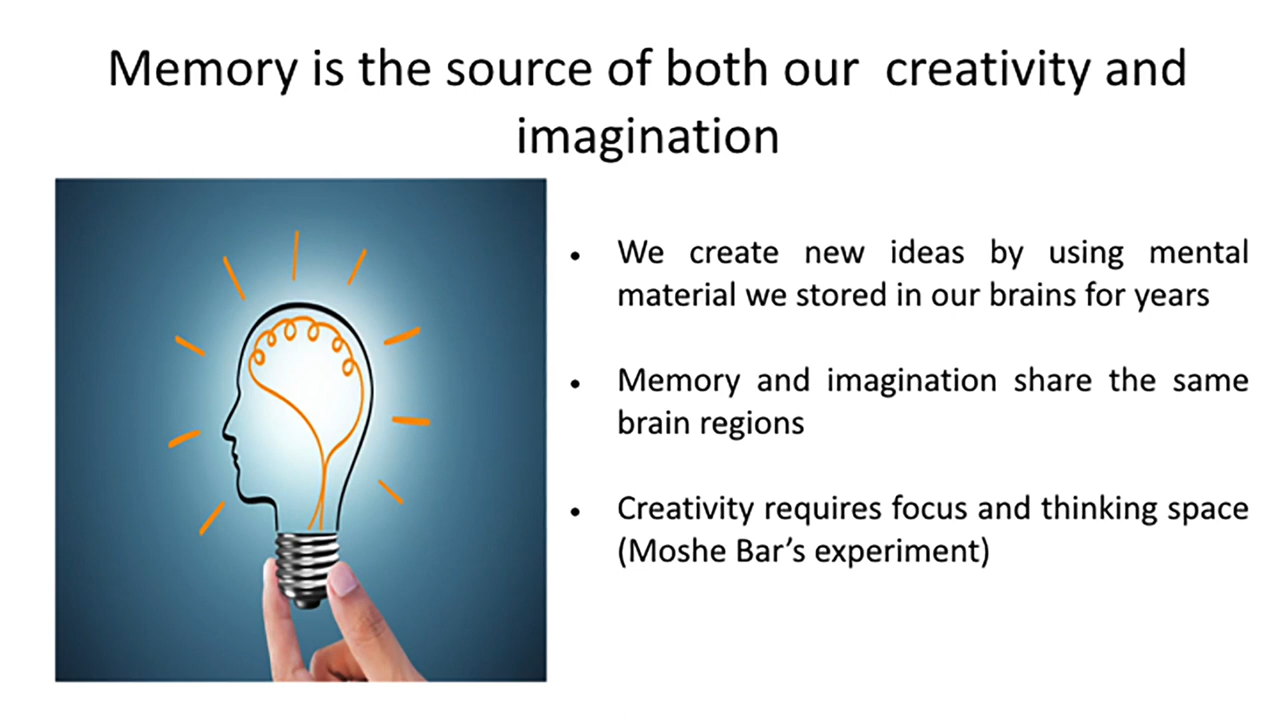 Memory is the source of both our  creativity and
imagination
• We create new ideas by using mental
material we stored in our brains for years
• Memory and imagination share the same
brain regions
• Creativity requires focus and thinking space
(Moshe Bar’s experiment)